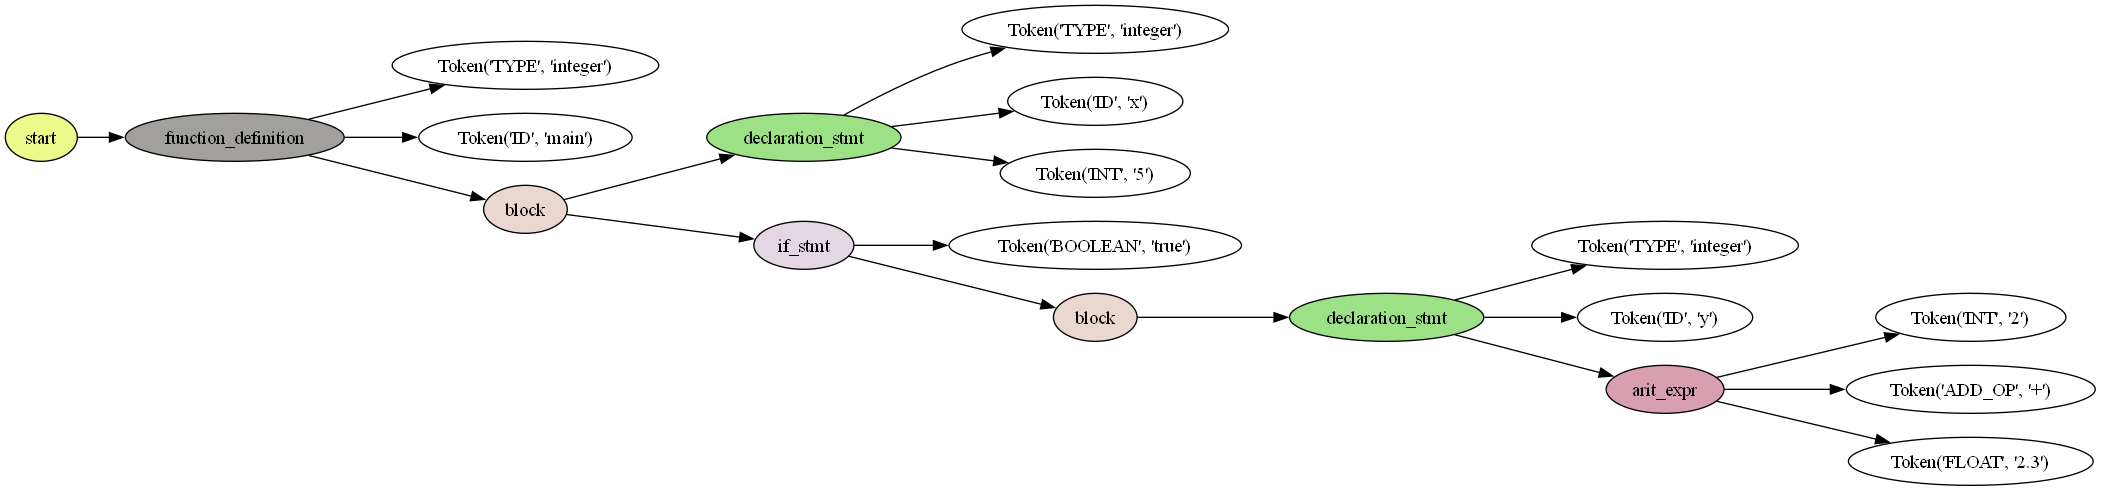 start
function_definition
Token('TYPE', 'integer')
Token('ID', 'main')
block
declaration_stmt
Token('TYPE', 'integer')
Token('ID', 'x')
Token('INT', '5')
if_stmt
Token('BOOLEAN', 'true')
block
declaration_stmt
Token('TYPE', 'integer')
Token('ID', 'y')
arit_expr
Token('INT', '2')
Token('ADD_OP', '+')
Token('FLOAT', '2.3')